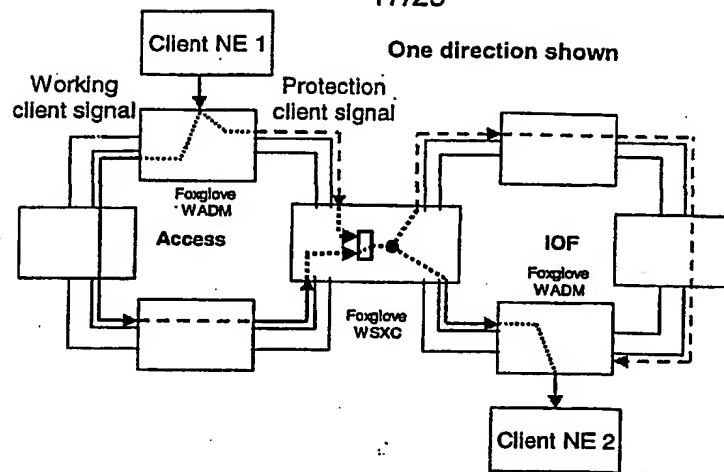 Client NE 1
One direction shown
Working
client signal
Protection
client signal
Foxglove
WADM
Access
IOF
Foxglove
WADM
Foxglove
WSXC
Client NE 2